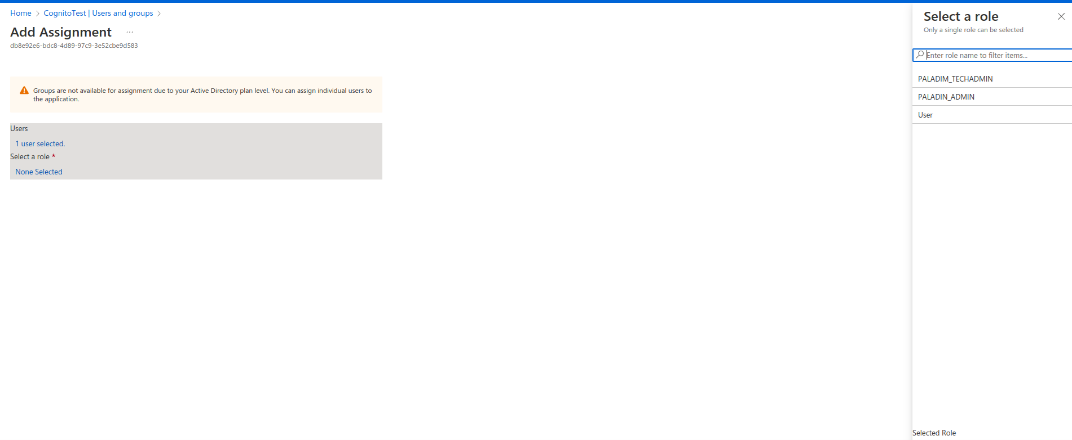 Home > CognitoTest | Users and groups >
Add Assignment ...
db8e92e6-bdc8-4d89-97c9-3e52cbe9d583
Groups are not available for assignment due to your Active Directory plan level. You can assign individual users to
the application.
Users
1 user selected.
Select a role *
None Selected
Select a role
Only a single role can be selected
Enter role name to filter items...
PALADIM_TECHADMIN
PALADIN_ADMIN
User
Selected Role